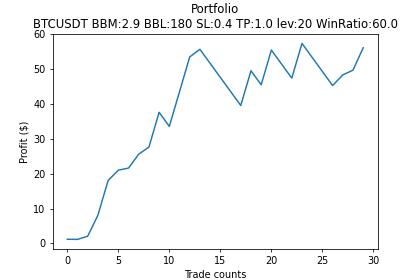 Portfolio
BTCUSDT BBM:2.9 BBL:180 SL:0.4 TP:1.0 lev:20 WinRatio:60.0
60
50
40
30
20
10
0
Profit ($)
0 5 10 15 20 25 30
Trade counts